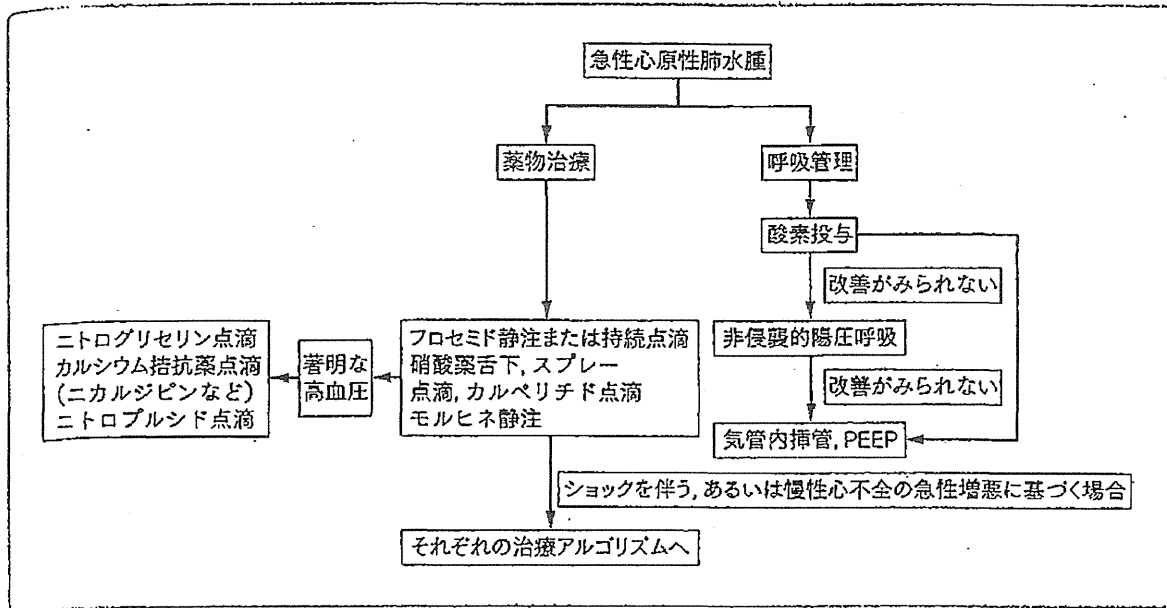 急性心原性肺水腫
薬物治療
呼吸管理
酸素投与
改善がみられない
非侵襲的陽圧呼吸
改善がみられない
気管内挿管, PEEP
フロセミド静注または持続点滴
硝酸薬舌下, スプレー
点滴, カルペリチド点滴
モルヒネ静注
著明な
高血圧
ニトログリセリン点滴
カルシウム拮抗薬点滴
(ニカルジピンなど)
ニトロプルシド点滴
ショックを伴う, あるいは慢性心不全の急性増悪に基づく場合
それぞれの治療アルゴリズムへ